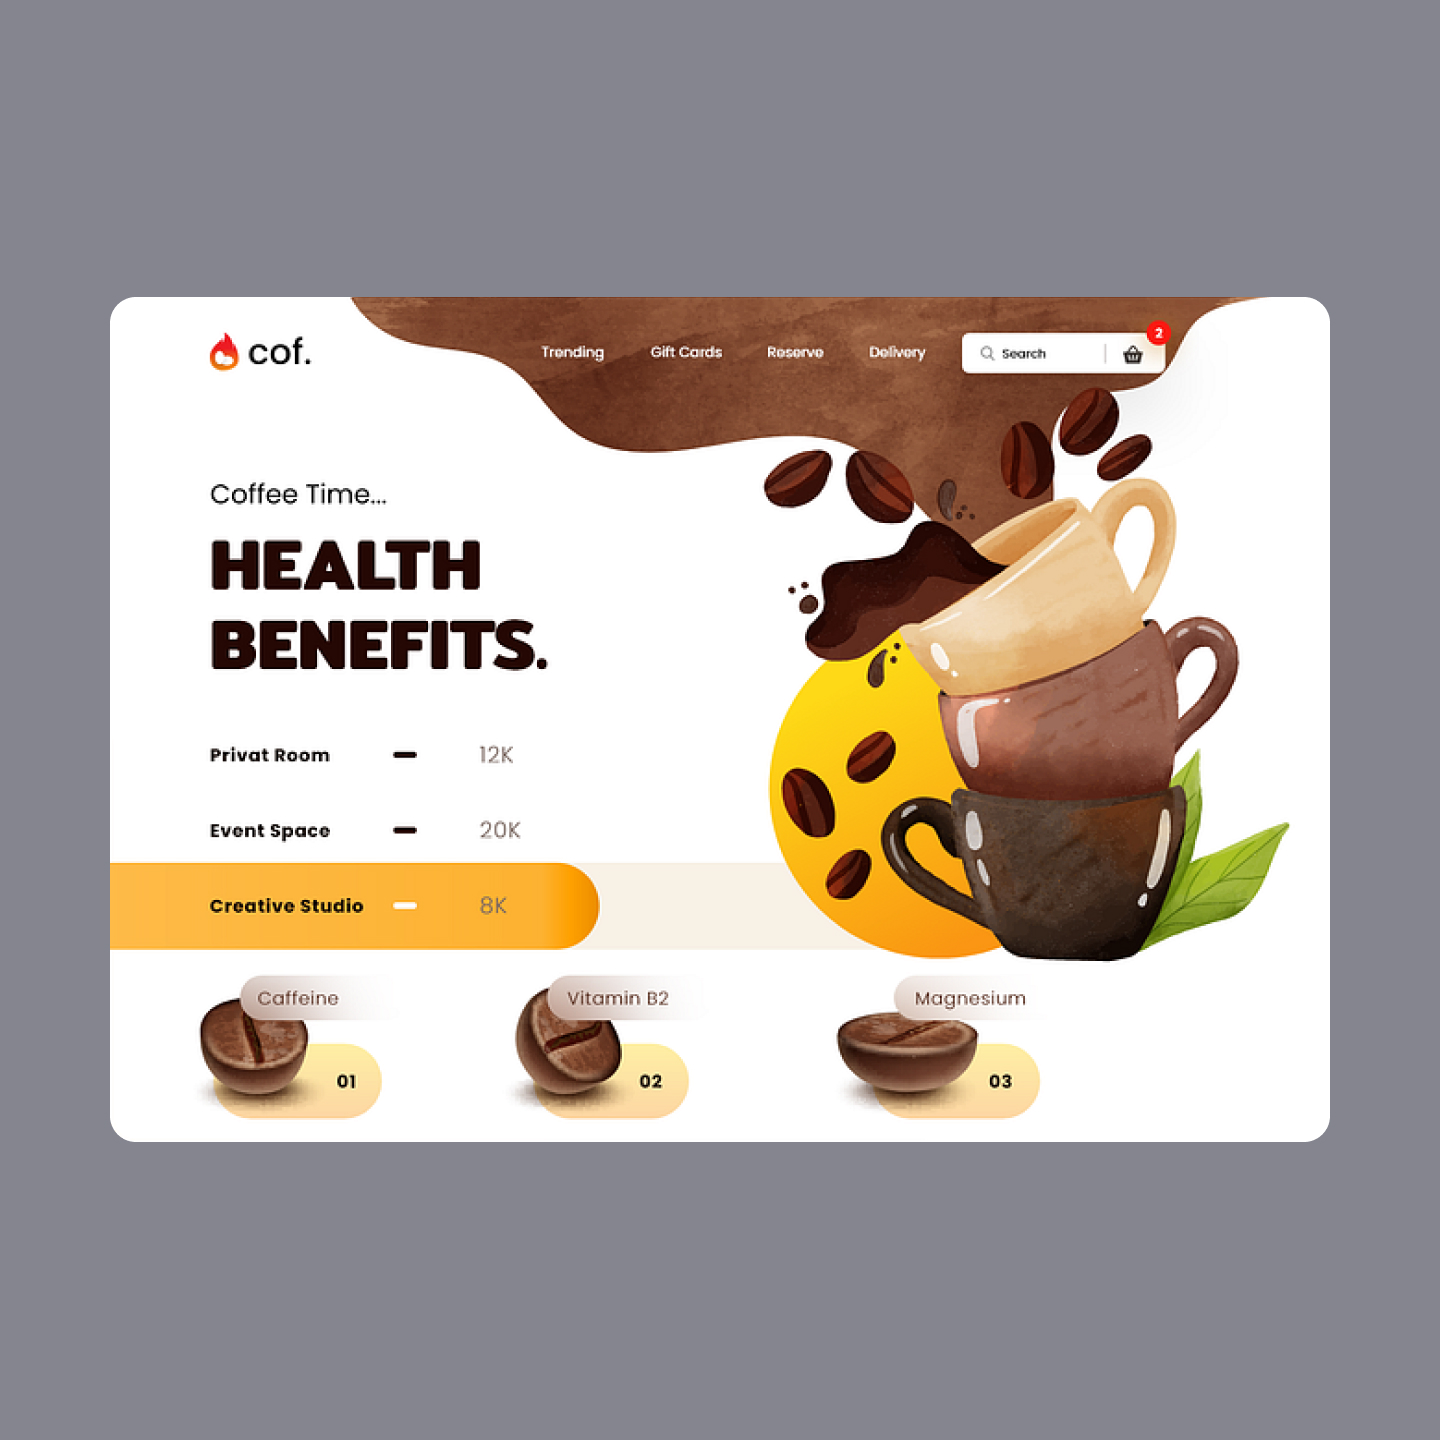 cof.
Trending Gift Cards Reserve Delivery Search 2
Coffee Time...
HEALTH
BENEFITS.
Privat Room 12K
Event Space 20K
Creative Studio 8K
Caffeine Vitamin B2 Magnesium
01 02 03